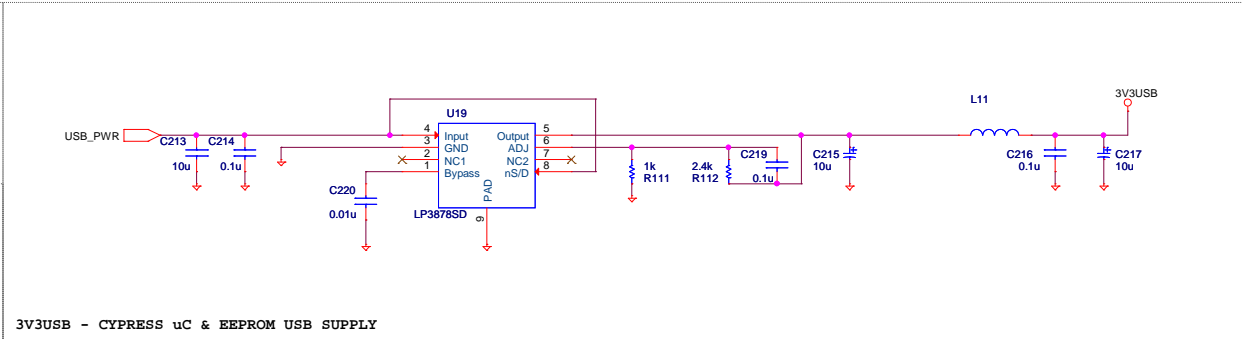 3V3USB
L11
U19
USB_PWR
C213
C214
10u
0.1u
4
Input
Output
5
3
GND
ADJ
6
2
NC1
NC2
7
1
Bypass
nS/D
8
PAD
9
LP3878SD
C220
0.01u
1k
R111
2.4k
R112
C219
0.1u
C215
10u
C216
0.1u
C217
10u
3V3USB - CYPRESS uC & EEPROM USB SUPPLY